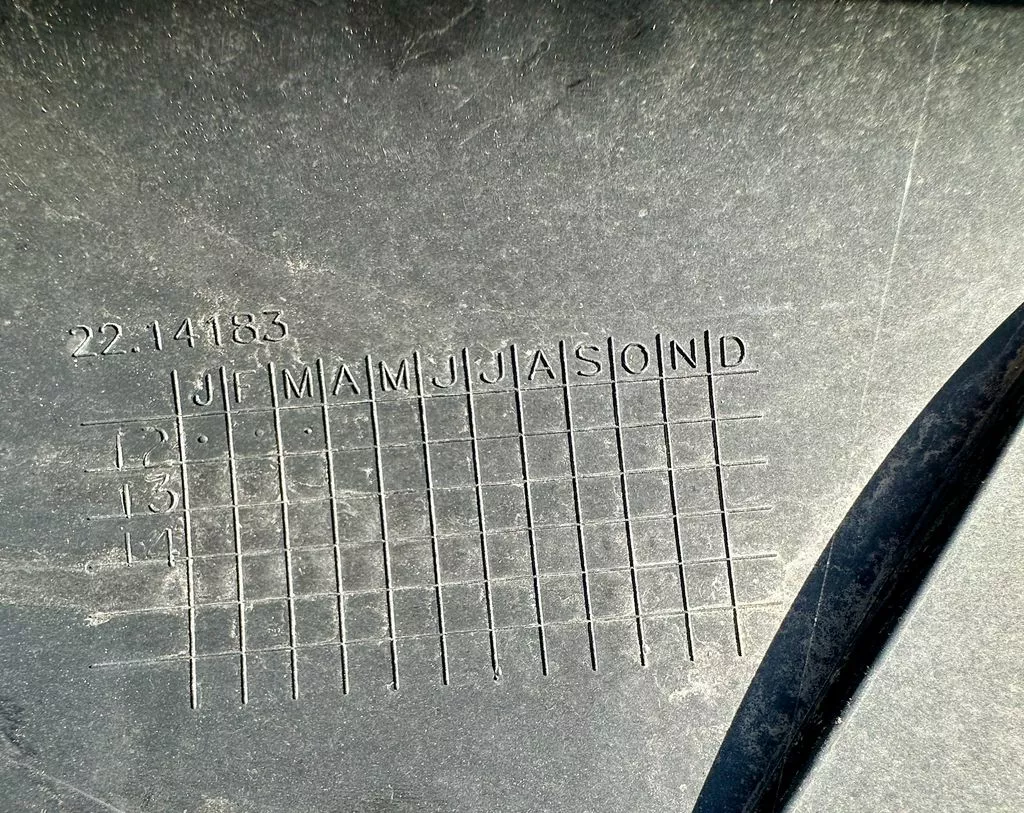 22.14183
J F M A M J J A S O N D
12 . . .
13
14